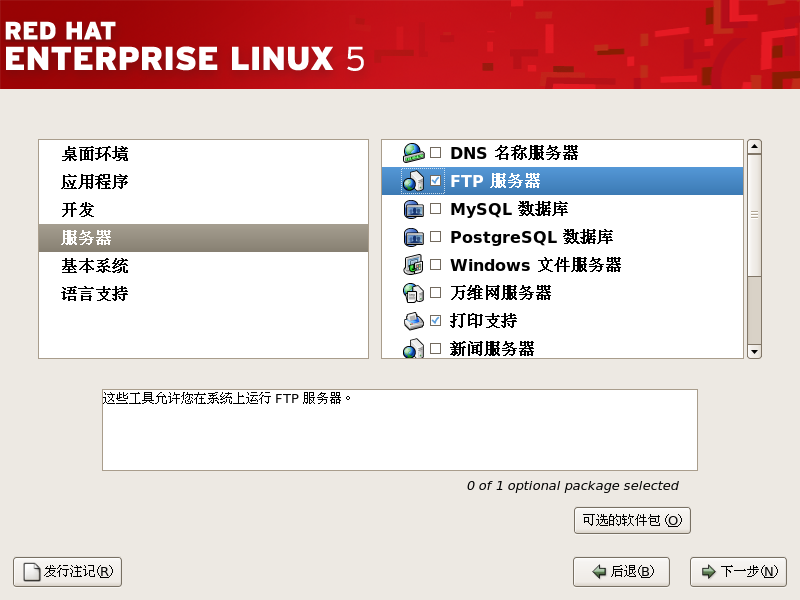 RED HAT
ENTERPRISE LINUX 5
桌面环境
应用程序
开发
服务器
基本系统
语言支持
DNS 名称服务器
FTP 服务器
MySQL 数据库
PostgreSQL 数据库
Windows 文件服务器
万维网服务器
打印支持
新闻服务器
这些工具允许您在系统上运行 FTP 服务器。
0 of 1 optional package selected
可选的软件包(O)
发行注记(R)
后退(B)
下一步(N)